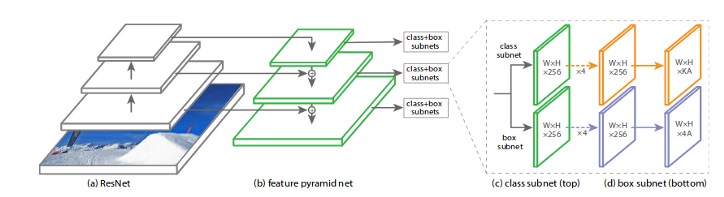 class+box
subnets
class+box
subnets
class+box
subnets
class
subnet
W×H
×256
×4
W×H
×256
W×H
×KA
box
subnet
W×H
×256
×4
W×H
×256
W×H
×4A
(a) ResNet
(b) feature pyramid net
(c) class subnet (top)
(d) box subnet (bottom)